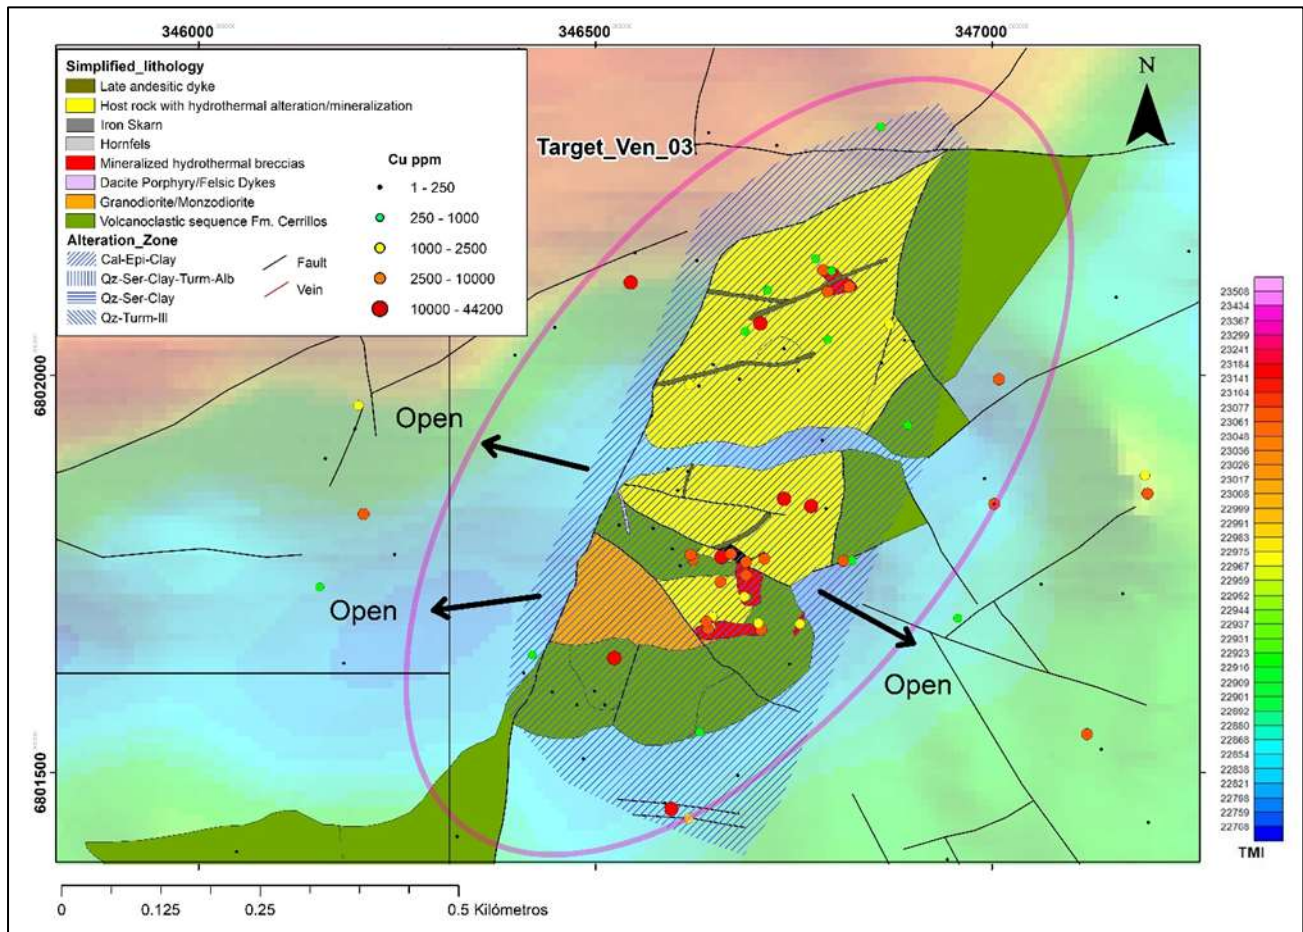 346000
346500
347000
Simplified_lithology
Late andesitic dyke
Host rock with hydrothermal alteration/mineralization
Iron Skarn
Hornfels
Mineralized hydrothermal breccias
Dacite Porphyry/Felsic Dykes
Granodiorite/Monzodiorite
Volcanoclastic sequence Fm. Cerrillos
Alteration_Zone
Cal-Epi-Clay
Qz-Ser-Clay-Turm-Alb
Qz-Ser-Clay
Qz-Turm-Ill
Fault
Vein
Cu ppm
1 - 250
250 - 1000
1000 - 2500
2500 - 10000
10000 - 44200
Target_Ven_03
N
6802000
Open
Open
Open
6801500
23508
23434
23367
23299
23241
23184
23141
23104
23077
23061
23048
23036
23026
23017
23008
22999
22991
22983
22975
22967
22959
22962
22944
22937
22931
22923
22916
22909
22901
22892
22880
22868
22854
22838
22821
22798
22759
22708
TMI
0
0.125
0.25
0.5 Kilómetros